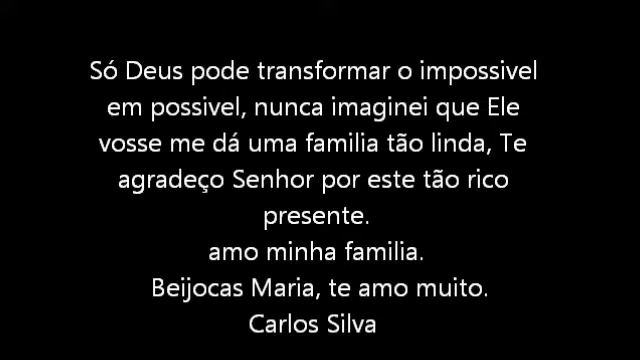 Só Deus pode transformar o impossivel
em possivel, nunca imaginei que Ele
vosse me dá uma familia tão linda, Te
agradeço Senhor por este tão rico
presente.
amo minha familia.
Beijocas Maria, te amo muito.
Carlos Silva